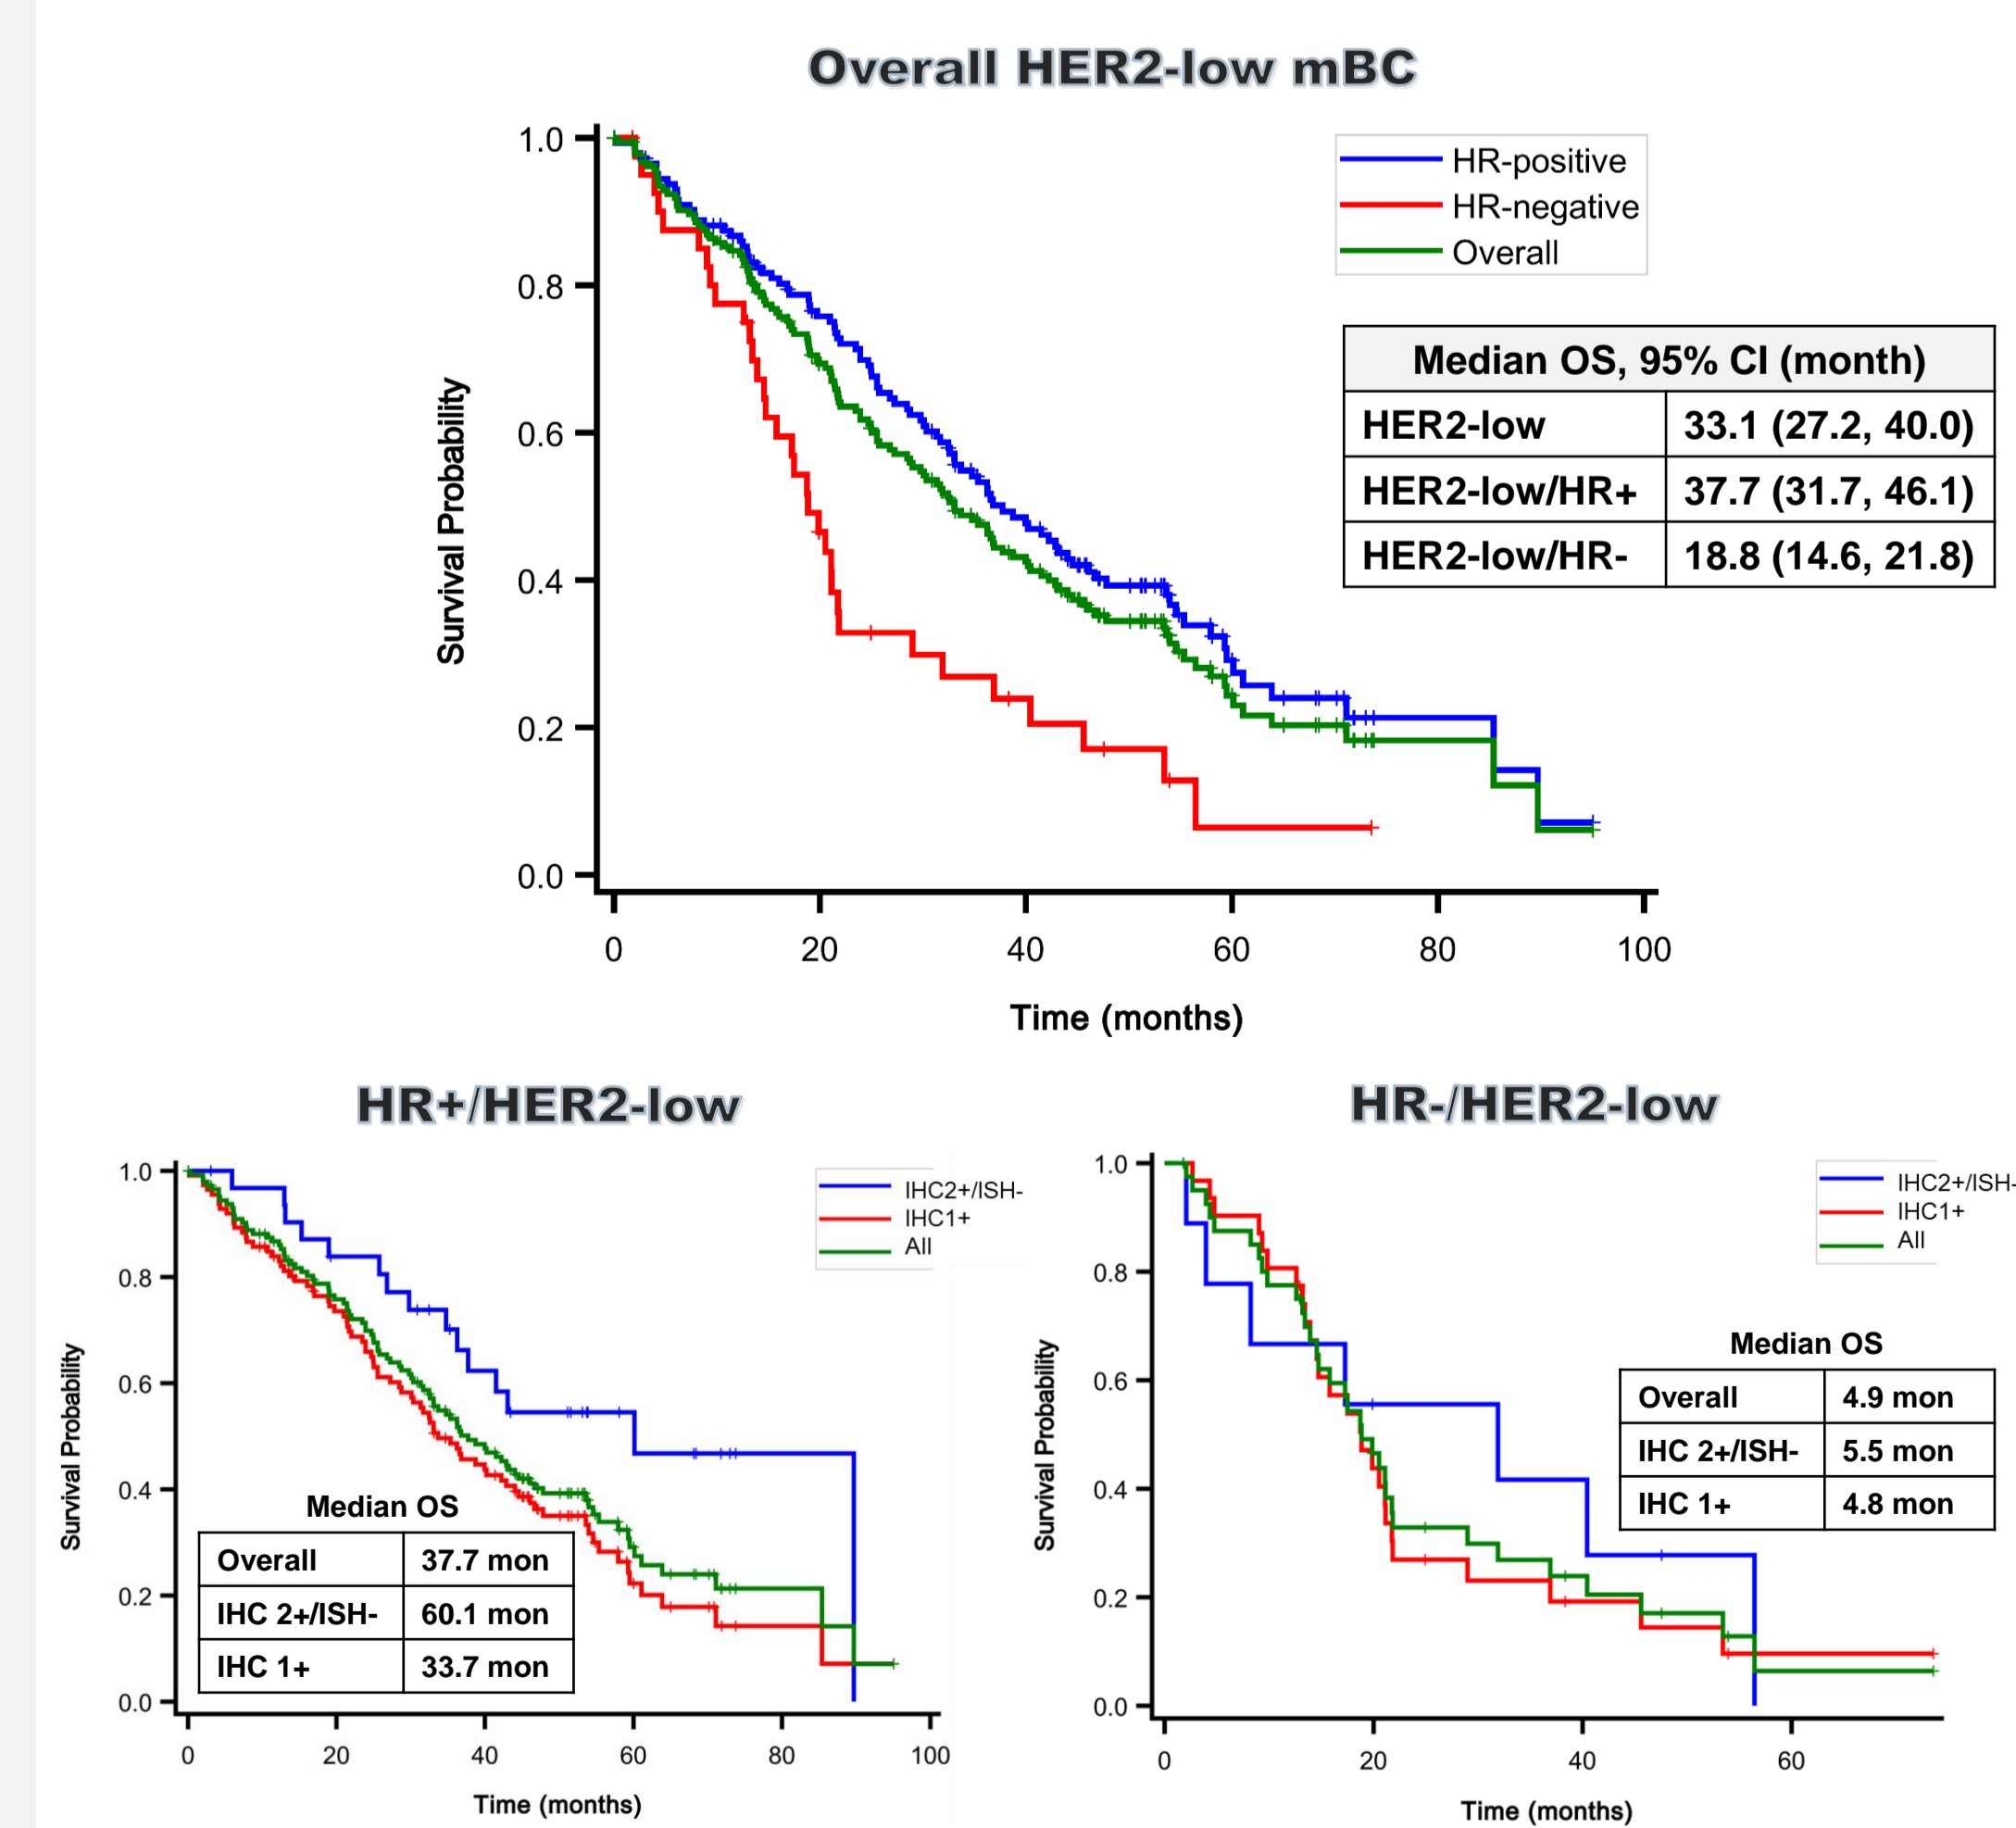 Overall HER2-low mBC
1.0
0.8
0.6
0.4
0.2
0.0
Survival Probability
0 20 40 60 80 100
Time (months)
HR-positive
HR-negative
Overall
Median OS, 95% CI (month)
HER2-low 33.1 (27.2, 40.0)
HER2-low/HR+ 37.7 (31.7, 46.1)
HER2-low/HR- 18.8 (14.6, 21.8)
HR+/HER2-low
1.0
0.8
0.6
0.4
0.2
0.0
Survival Probability
0 20 40 60 80 100
Time (months)
IHC2+/ISH-
IHC1+
All
Median OS
Overall 37.7 mon
IHC 2+/ISH- 60.1 mon
IHC 1+ 33.7 mon
HR-/HER2-low
1.0
0.8
0.6
0.4
0.2
0.0
Survival Probability
0 20 40 60
Time (months)
IHC2+/ISH-
IHC1+
All
Median OS
Overall 4.9 mon
IHC 2+/ISH- 5.5 mon
IHC 1+ 4.8 mon